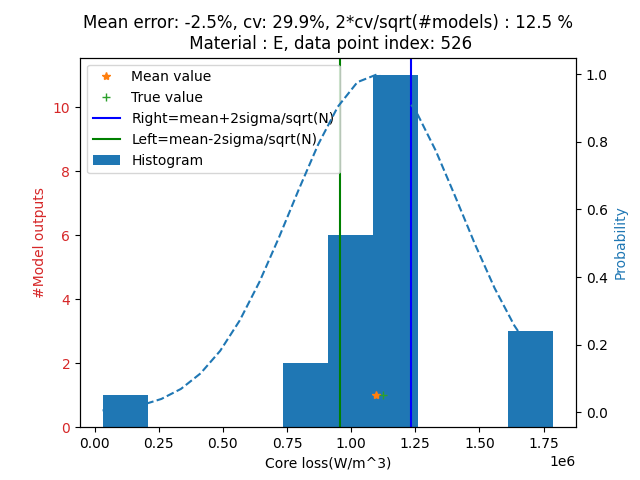 Mean error: -2.5%, cv: 29.9%, 2*cv/sqrt(#models) : 12.5 %
Material : E, data point index: 526
Mean value
True value
Right=mean+2sigma/sqrt(N)
Left=mean-2sigma/sqrt(N)
Histogram
#Model outputs
10
8
6
4
2
0
1.0
0.8
0.6
0.4
0.2
0.0
Probability
0.00 0.25 0.50 0.75 1.00 1.25 1.50 1.75
1e6
Core loss(W/m^3)